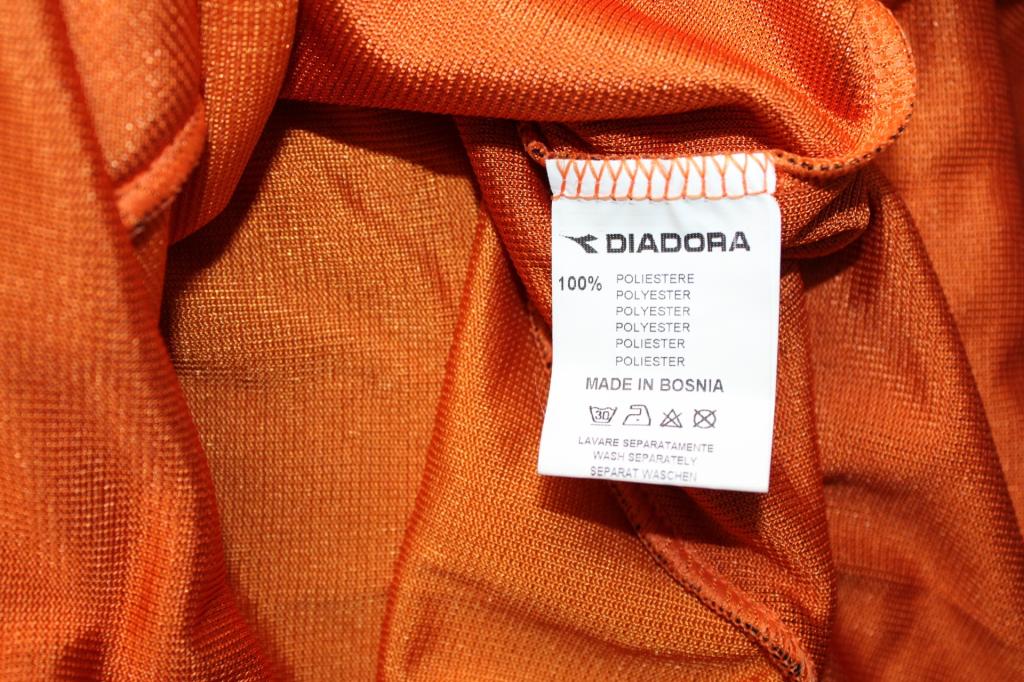 DIADORA
100% POLIESTERE
POLYESTER
POLYESTER
POLYESTER
POLIESTER
POLIESTER
MADE IN BOSNIA
30
LAVARE SEPARATAMENTE
WASH SEPARATELY
SEPARAT WASCHEN